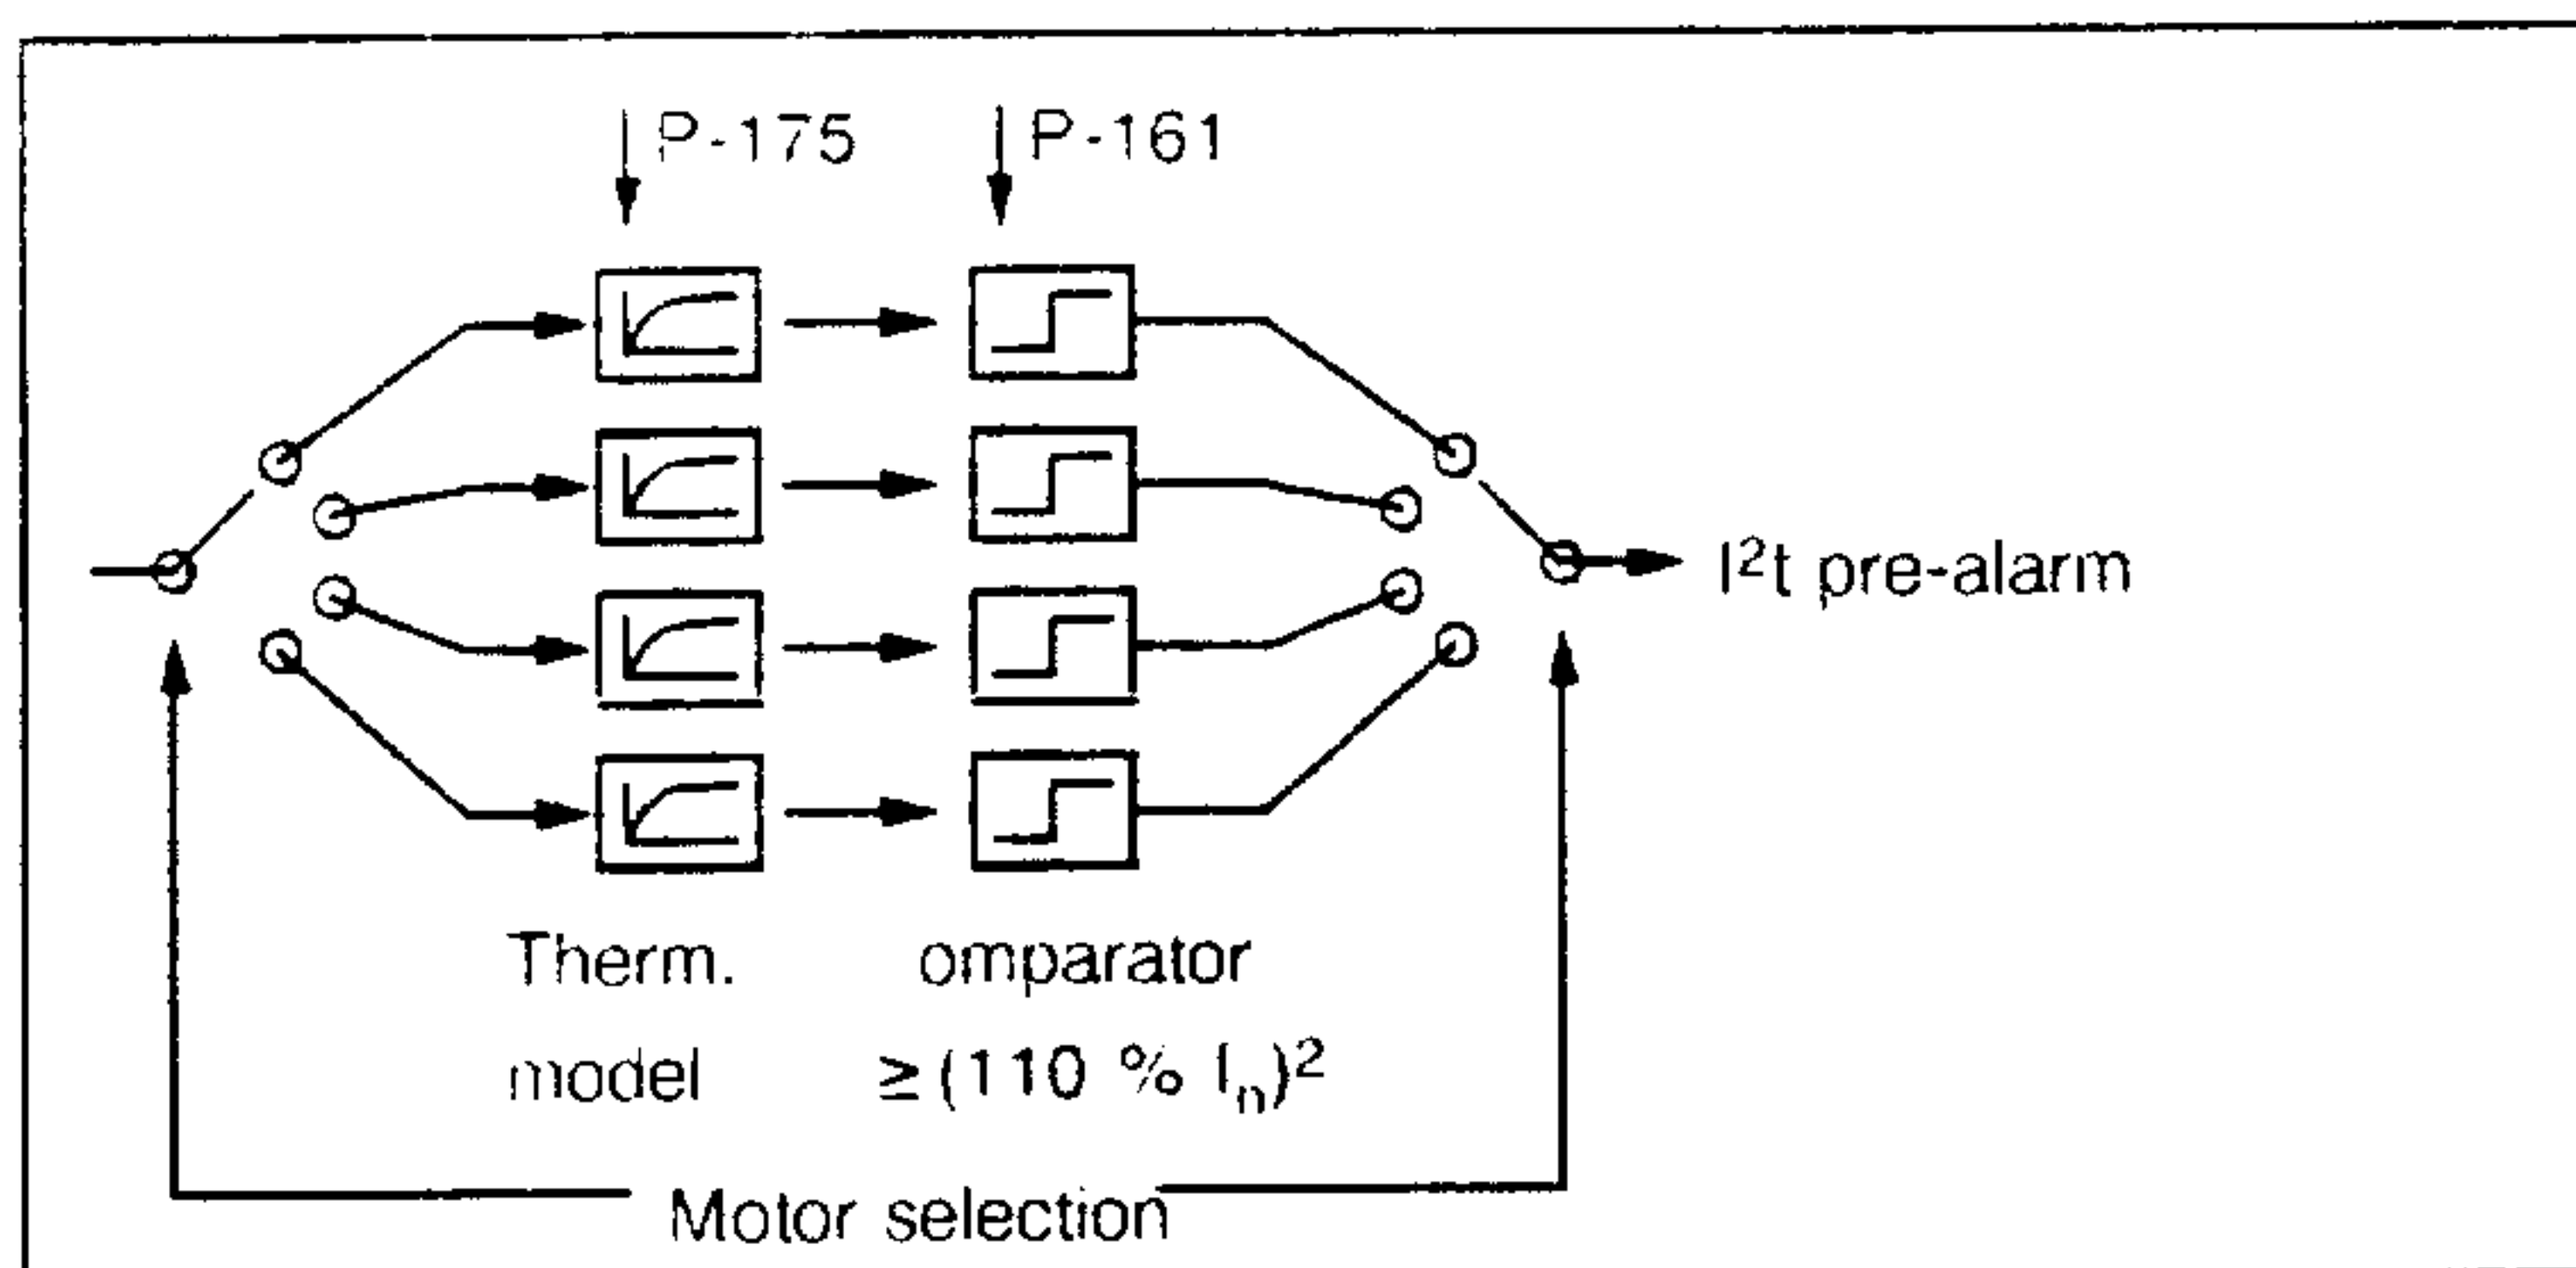 P-175 P-161
I²t pre-alarm
Therm. omparator
model ≥ (110 % Iₙ)²
Motor selection